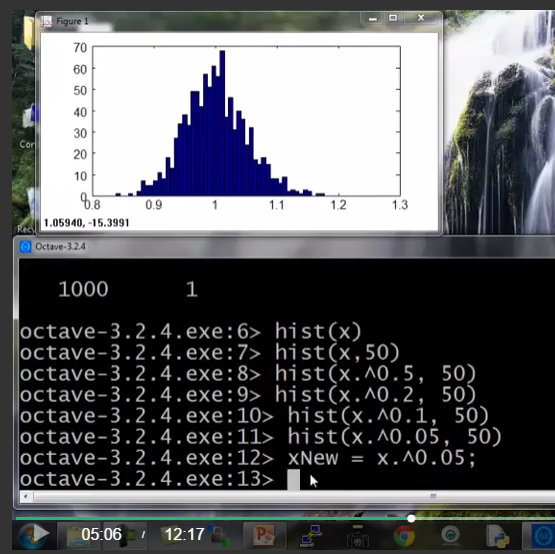 Figure 1
70
60
50
40
30
20
10
0
0.8 0.9 1 1.1 1.2 1.3
1.05940, -15.3991
Octave-3.2.4
1000 1
octave-3.2.4.exe:6> hist(x)
octave-3.2.4.exe:7> hist(x,50)
octave-3.2.4.exe:8> hist(x.^0.5, 50)
octave-3.2.4.exe:9> hist(x.^0.2, 50)
octave-3.2.4.exe:10> hist(x.^0.1, 50)
octave-3.2.4.exe:11> hist(x.^0.05, 50)
octave-3.2.4.exe:12> xNew = x.^0.05;
octave-3.2.4.exe:13>
05:06 / 12:17